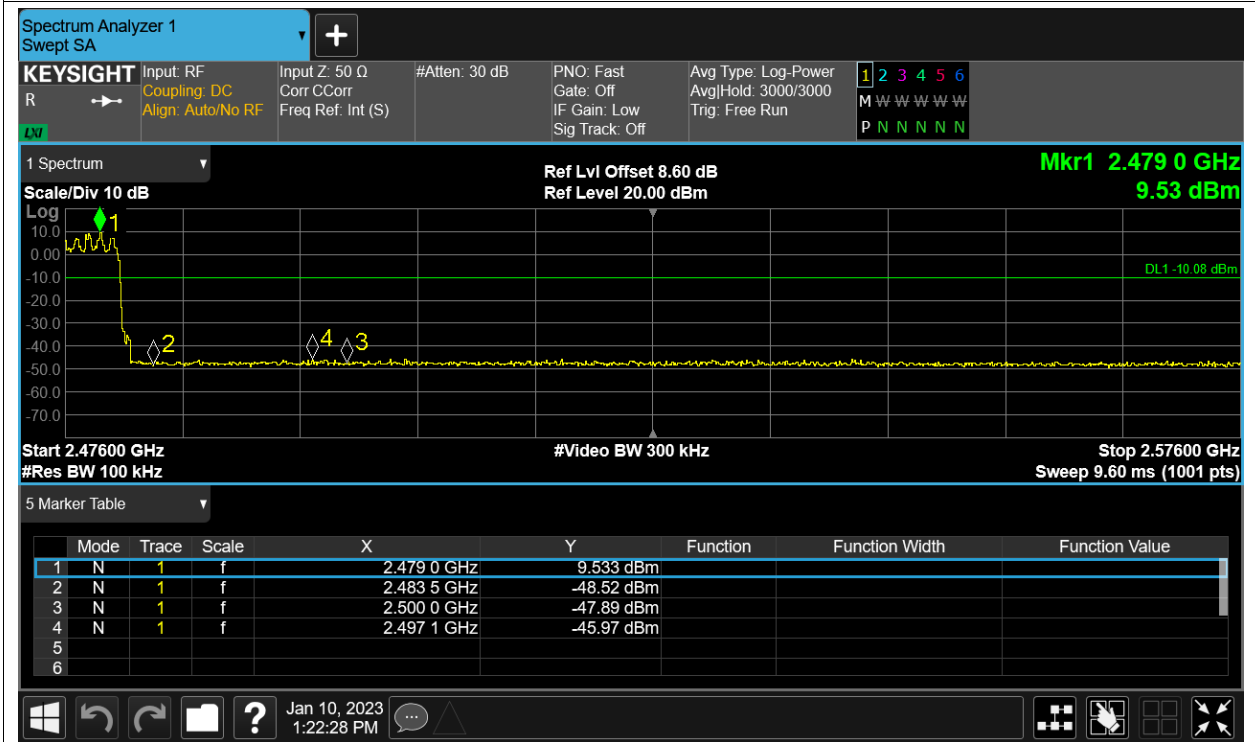 Spectrum Analyzer 1
Swept SA
+
KEYSIGHT
R
LXI
Input: RF
Coupling: DC
Align: Auto/No RF
Input Z: 50 Ω
Corr CCorr
Freq Ref: Int (S)
#Atten: 30 dB
PNO: Fast
Gate: Off
IF Gain: Low
Sig Track: Off
Avg Type: Log-Power
Avg|Hold: 3000/3000
Trig: Free Run
1 2 3 4 5 6
M W W W W W
P N N N N N
1 Spectrum
Scale/Div 10 dB
Ref Lvl Offset 8.60 dB
Ref Level 20.00 dBm
Mkr1 2.479 0 GHz
9.53 dBm
Log
10.0
0.00
-10.0
-20.0
-30.0
-40.0
-50.0
-60.0
-70.0
1
2
4
3
DL1 -10.08 dBm
Start 2.47600 GHz
#Res BW 100 kHz
#Video BW 300 kHz
Stop 2.57600 GHz
Sweep 9.60 ms (1001 pts)
5 Marker Table
Mode Trace Scale X Y Function Function Width Function Value
1 N 1 f 2.479 0 GHz 9.533 dBm
2 N 1 f 2.483 5 GHz -48.52 dBm
3 N 1 f 2.500 0 GHz -47.89 dBm
4 N 1 f 2.497 1 GHz -45.97 dBm
5
6
?
Jan 10, 2023
1:22:28 PM